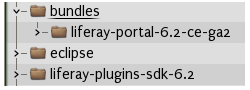 bundles
liferay-portal-6.2-ce-ga2
eclipse
liferay-plugins-sdk-6.2